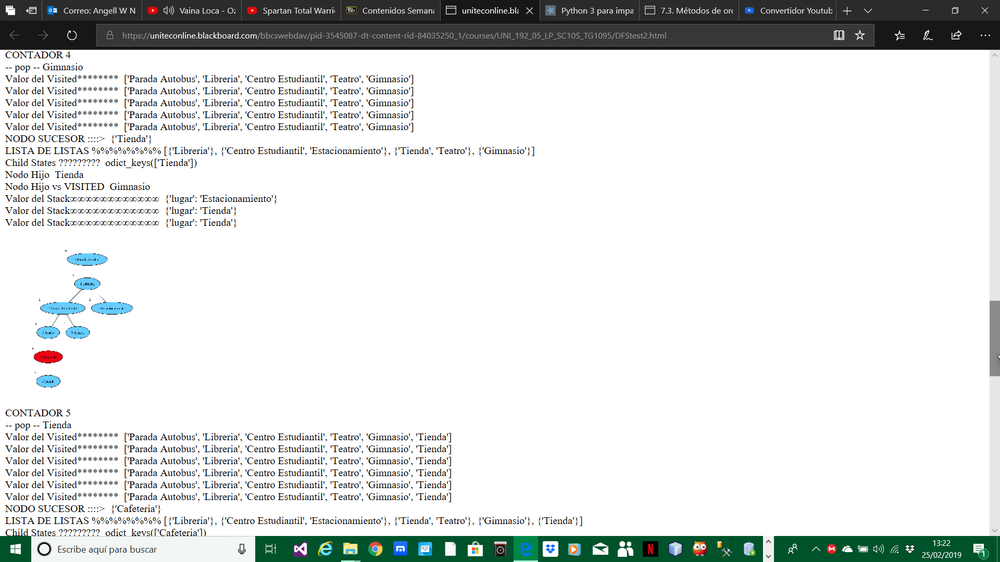 Correo: Angell W N
Vaina Loca - Oz
Spartan Total Warri
Bb Contenidos Semana
uniteconline.bla
Python 3 para impa
7.3. Métodos de or
Convertidor Youtub
https://uniteconline.blackboard.com/bbcswebdav/pid-3545087-dt-content-rid-84035250_1/courses/UNI_192_05_LP_SC10S_TG1095/DFStest2.html
CONTADOR 4
-- pop -- Gimnasio
Valor del Visited******** ['Parada Autobus', 'Libreria', 'Centro Estudiantil', 'Teatro', 'Gimnasio']
Valor del Visited******** ['Parada Autobus', 'Libreria', 'Centro Estudiantil', 'Teatro', 'Gimnasio']
Valor del Visited******** ['Parada Autobus', 'Libreria', 'Centro Estudiantil', 'Teatro', 'Gimnasio']
Valor del Visited******** ['Parada Autobus', 'Libreria', 'Centro Estudiantil', 'Teatro', 'Gimnasio']
Valor del Visited******** ['Parada Autobus', 'Libreria', 'Centro Estudiantil', 'Teatro', 'Gimnasio']
NODO SUCESOR ::::> {'Tienda'}
LISTA DE LISTAS %%%%%%%% [{'Libreria'}, {'Centro Estudiantil', 'Estacionamiento'}, {'Tienda', 'Teatro'}, {'Gimnasio'}]
Child States ????????? odict_keys(['Tienda'])
Nodo Hijo Tienda
Nodo Hijo vs VISITED Gimnasio
Valor del Stack∞∞∞∞∞∞∞∞∞∞∞∞ {'lugar': 'Estacionamiento'}
Valor del Stack∞∞∞∞∞∞∞∞∞∞∞∞ {'lugar': 'Tienda'}
Valor del Stack∞∞∞∞∞∞∞∞∞∞∞∞ {'lugar': 'Tienda'}
CONTADOR 5
-- pop -- Tienda
Valor del Visited******** ['Parada Autobus', 'Libreria', 'Centro Estudiantil', 'Teatro', 'Gimnasio', 'Tienda']
Valor del Visited******** ['Parada Autobus', 'Libreria', 'Centro Estudiantil', 'Teatro', 'Gimnasio', 'Tienda']
Valor del Visited******** ['Parada Autobus', 'Libreria', 'Centro Estudiantil', 'Teatro', 'Gimnasio', 'Tienda']
Valor del Visited******** ['Parada Autobus', 'Libreria', 'Centro Estudiantil', 'Teatro', 'Gimnasio', 'Tienda']
Valor del Visited******** ['Parada Autobus', 'Libreria', 'Centro Estudiantil', 'Teatro', 'Gimnasio', 'Tienda']
Valor del Visited******** ['Parada Autobus', 'Libreria', 'Centro Estudiantil', 'Teatro', 'Gimnasio', 'Tienda']
NODO SUCESOR ::::> {'Cafeteria'}
LISTA DE LISTAS %%%%%%%% [{'Libreria'}, {'Centro Estudiantil', 'Estacionamiento'}, {'Tienda', 'Teatro'}, {'Gimnasio'}, {'Tienda'}]
Child States ????????? odict_keys(['Cafeteria'])
Escribe aquí para buscar
13:22
25/02/2019
1